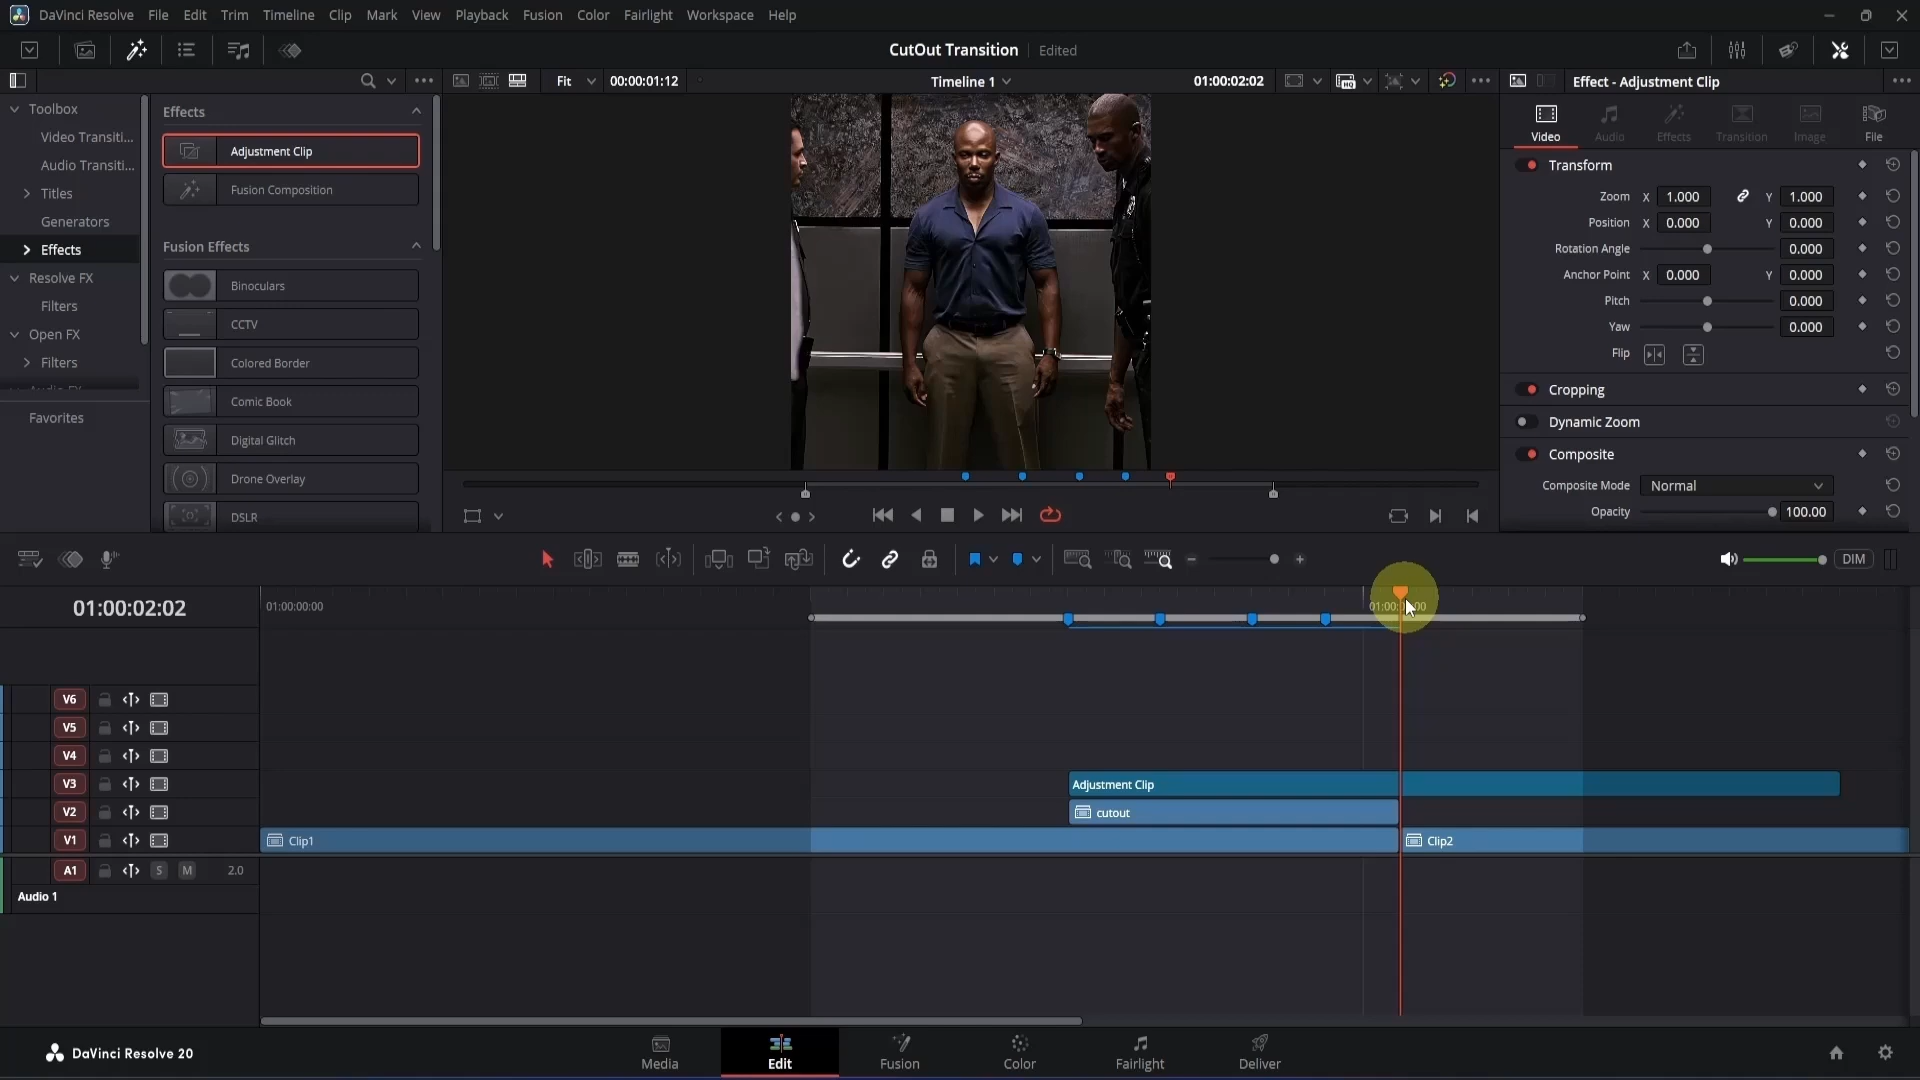 DaVinci Resolve File Edit Trim Timeline Clip Mark View Playback Fusion Color Fairlight Workspace Help
CutOut Transition Edited
Fit 00:00:01:12 Timeline 1 01:00:02:02 Effect - Adjustment Clip
Toolbox
Video Transiti...
Audio Transiti...
Titles
Generators
Effects
Resolve FX
Filters
Open FX
Filters
Favorites
Effects
Adjustment Clip
Fusion Composition
Fusion Effects
Binoculars
CCTV
Colored Border
Comic Book
Digital Glitch
Drone Overlay
DSLR
Video Audio Effects Transition Image File
Transform
Zoom X 1.000 Y 1.000
Position X 0.000 Y 0.000
Rotation Angle 0.000
Anchor Point X 0.000 Y 0.000
Pitch 0.000
Yaw 0.000
Flip
Cropping
Dynamic Zoom
Composite
Composite Mode Normal
Opacity 100.00
DIM
01:00:02:02 01:00:00:00
V6
V5
V4
V3 Adjustment Clip
V2 cutout
V1 Clip1 Clip2
A1 S M 2.0
Audio 1
DaVinci Resolve 20
Media Edit Fusion Color Fairlight Deliver